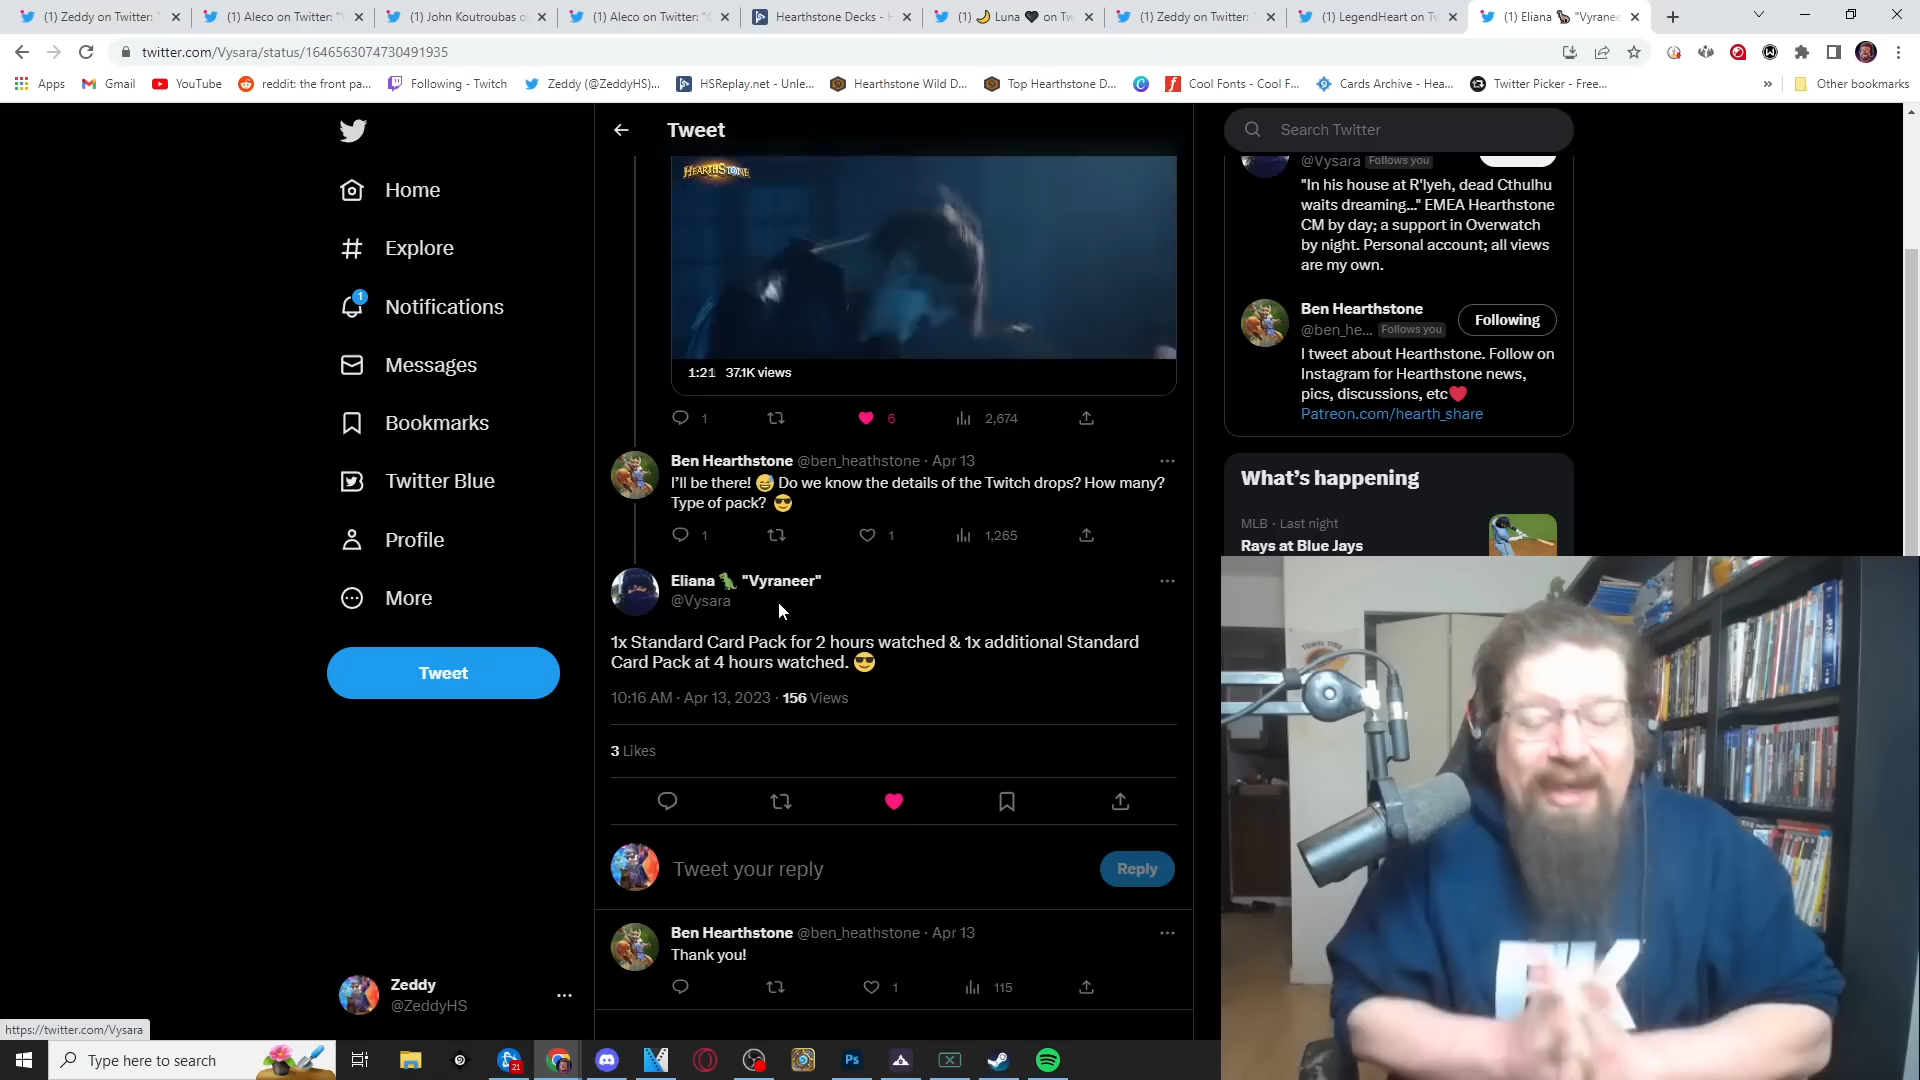 (1) Zeddy on Twitter: "
(1) Aleco on Twitter: "
(1) John Koutroubas o
(1) Aleco on Twitter: "
Hearthstone Decks - H
(1) 🌙 Luna 🖤 on Tw
(1) Zeddy on Twitter:
(1) LegendHeart on Tw
(1) Eliana 🦖 "Vyranee
twitter.com/Vysara/status/1646563074730491935
Apps
Gmail
YouTube
reddit: the front pa...
Following - Twitch
Zeddy (@ZeddyHS)...
HSReplay.net - Unle...
Hearthstone Wild D...
Top Hearthstone D...
Cool Fonts - Cool F...
Cards Archive - Hea...
Twitter Picker - Free...
»
Other bookmarks
Home
Explore
1
Notifications
Messages
Bookmarks
Twitter Blue
Profile
More
Tweet
Zeddy
@ZeddyHS
https://twitter.com/Vysara
Tweet
HEARTHSTONE
1:21 37.1K views
1 6 2,674
Ben Hearthstone @ben_heathstone · Apr 13
I'll be there! 😅 Do we know the details of the Twitch drops? How many?
Type of pack? 😎
1 1 1,265
Eliana 🦖 "Vyraneer"
@Vysara
1x Standard Card Pack for 2 hours watched & 1x additional Standard
Card Pack at 4 hours watched. 😎
10:16 AM · Apr 13, 2023 · 156 Views
3 Likes
Tweet your reply
Reply
Ben Hearthstone @ben_heathstone · Apr 13
Thank you!
1 115
Search Twitter
@Vysara Follows you
"In his house at R'lyeh, dead Cthulhu
waits dreaming..." EMEA Hearthstone
CM by day; a support in Overwatch
by night. Personal account; all views
are my own.
Ben Hearthstone
@ben_he... Follows you
Following
I tweet about Hearthstone. Follow on
Instagram for Hearthstone news,
pics, discussions, etc❤️
Patreon.com/hearth_share
What's happening
MLB · Last night
Rays at Blue Jays
Type here to search
21
Ps